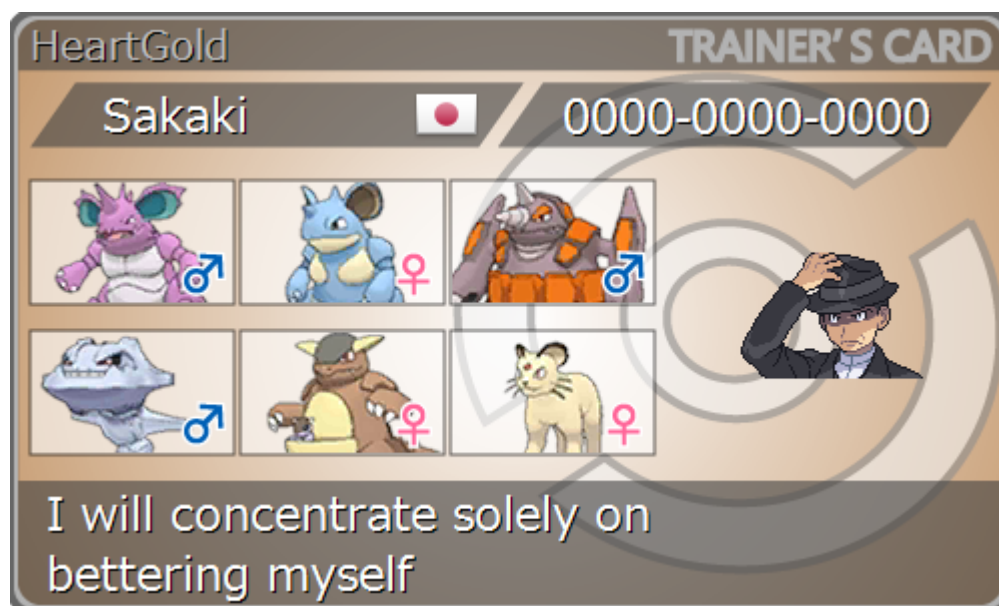 HeartGold
TRAINER'S CARD
Sakaki
0000-0000-0000
♂
♀
♂
♂
♀
♀
I will concentrate solely on
bettering myself